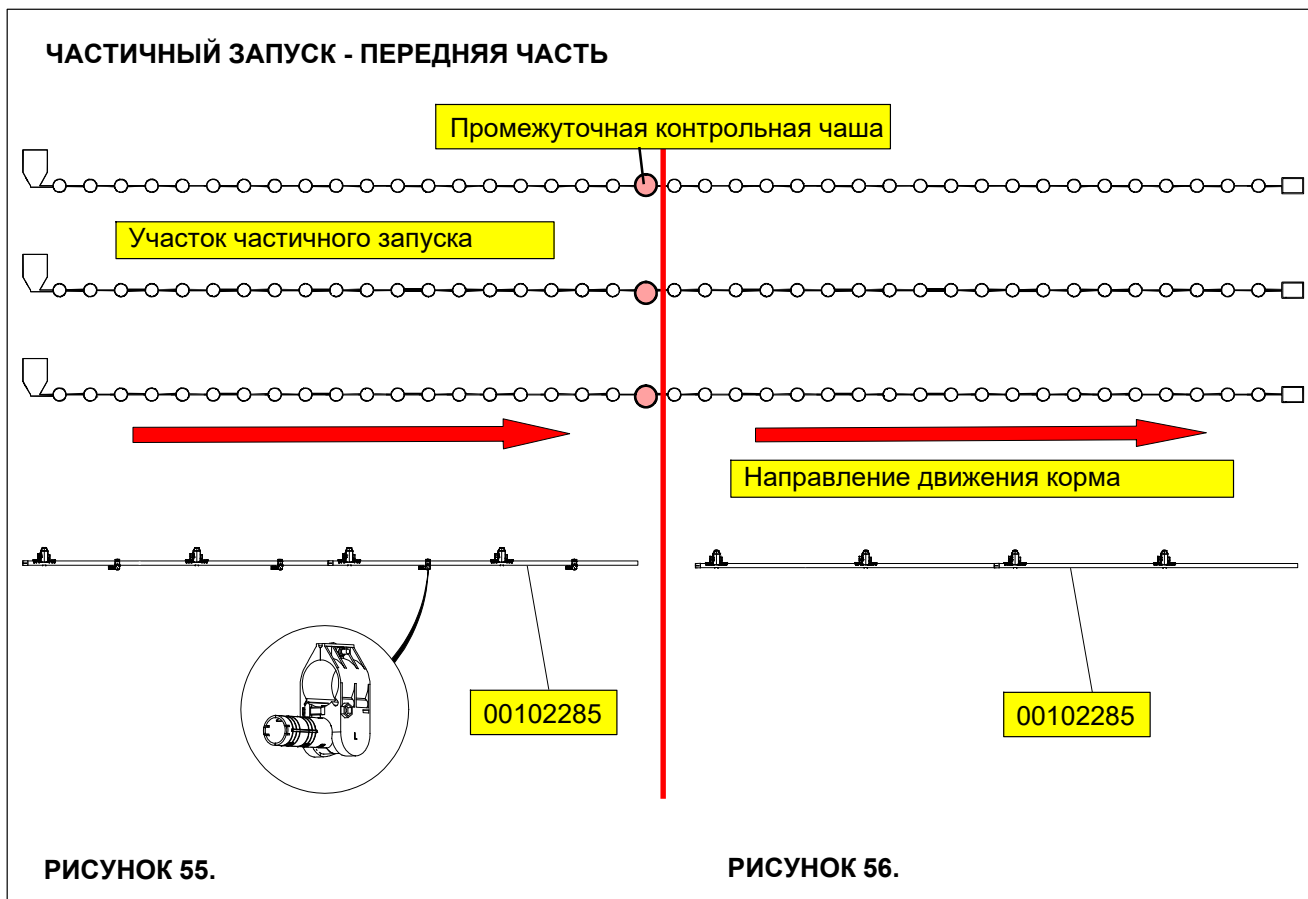 ЧАСТИЧНЫЙ ЗАПУСК - ПЕРЕДНЯЯ ЧАСТЬ
Промежуточная контрольная чаша
Участок частичного запуска
Направление движения корма
00102285
00102285
L
РИСУНОК 55.
РИСУНОК 56.